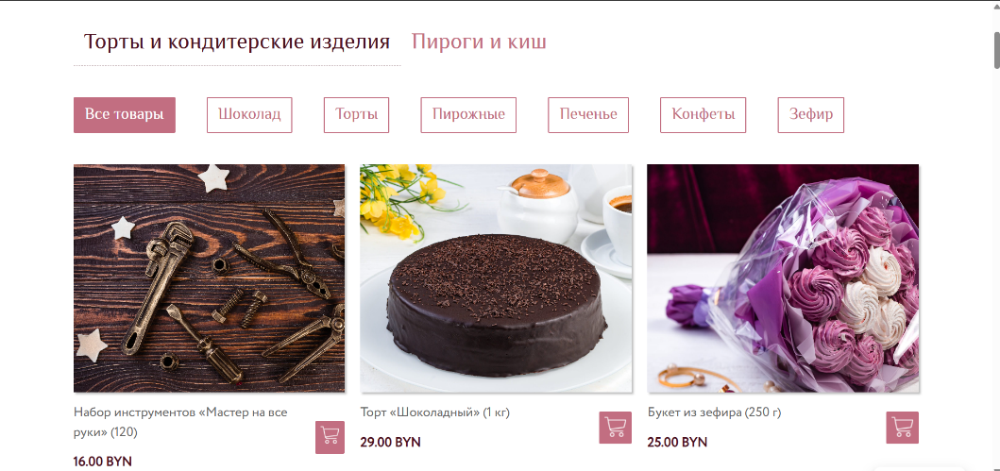 Торты и кондитерские изделия Пироги и киш
Все товары Шоколад Торты Пирожные Печенье Конфеты Зефир
Набор инструментов «Мастер на все
руки» (120)
16.00 BYN
Торт «Шоколадный» (1 кг)
29.00 BYN
Букет из зефира (250 г)
25.00 BYN